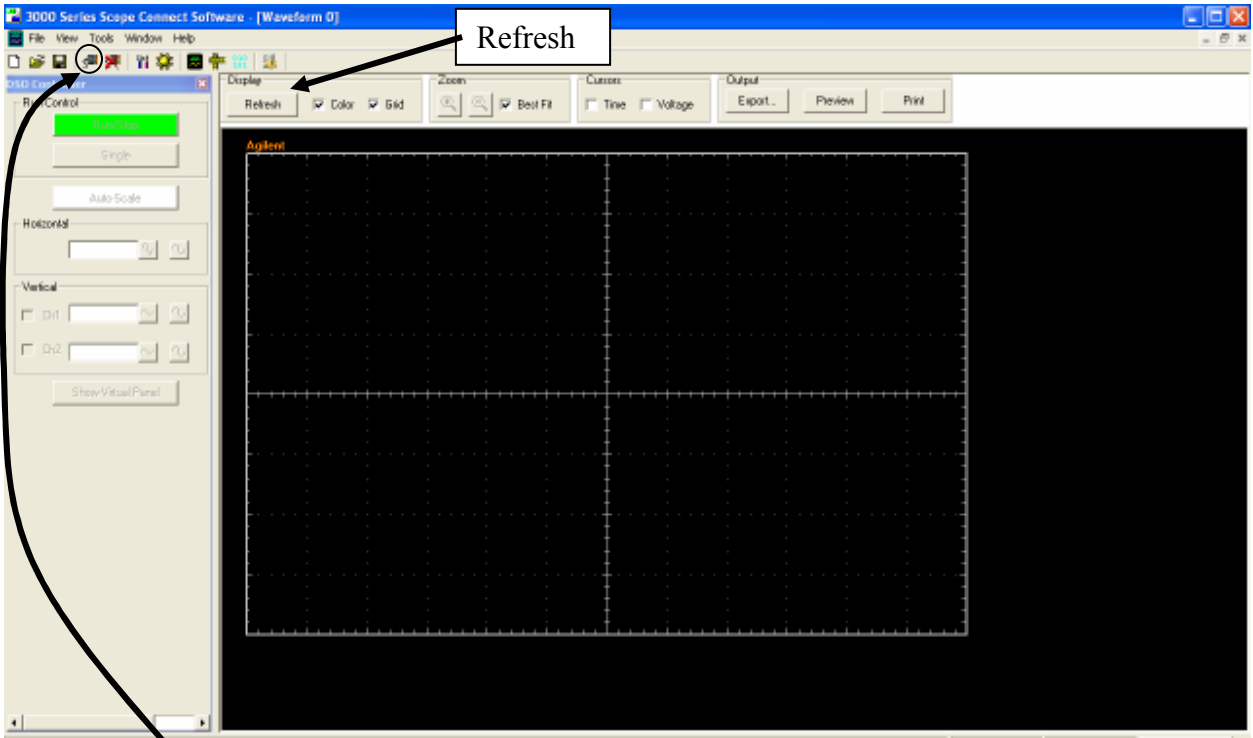 3000 Series Scope Connect Software - [Waveform 0]
File View Tools Window Help
Refresh
Display
Refresh
Color
Grid
Zoom
Best Fit
Cursors
Time
Voltage
Output
Export...
Preview
Print
Control
Run/Stop
Single
Auto-Scale
Horizontal
Vertical
Ch1
Ch2
Show Virtual Panel
Agilent